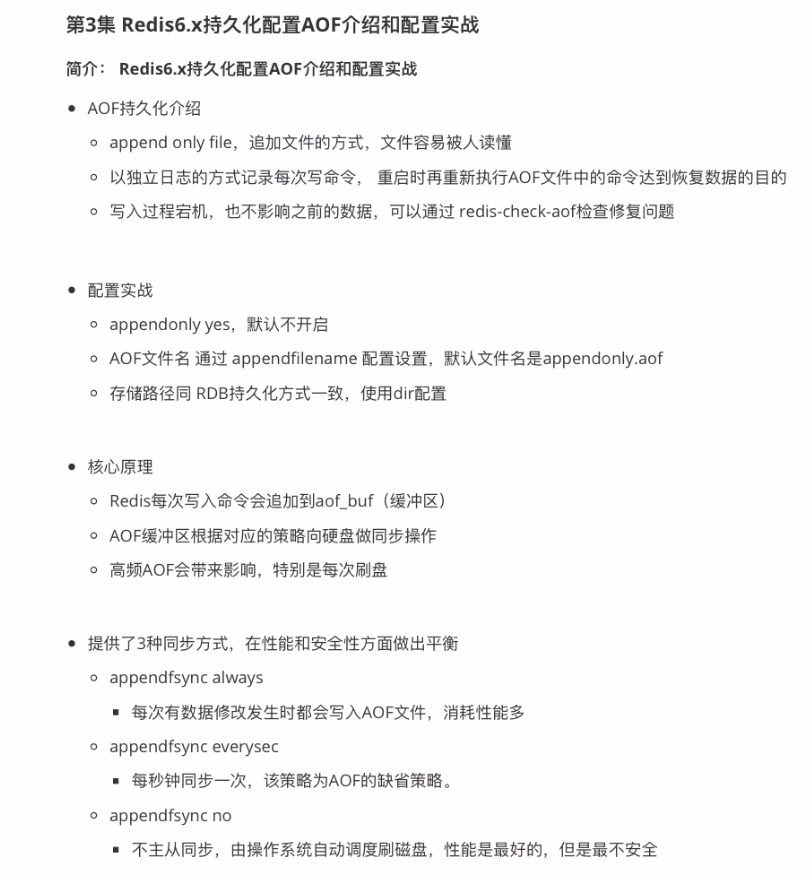 第3集 Redis6.x持久化配置AOF介绍和配置实战
简介： Redis6.x持久化配置AOF介绍和配置实战
AOF持久化介绍
append only file，追加文件的方式，文件容易被人读懂
以独立日志的方式记录每次写命令， 重启时再重新执行AOF文件中的命令达到恢复数据的目的
写入过程宕机，也不影响之前的数据，可以通过 redis-check-aof检查修复问题
配置实战
appendonly yes，默认不开启
AOF文件名 通过 appendfilename 配置设置，默认文件名是appendonly.aof
存储路径同 RDB持久化方式一致，使用dir配置
核心原理
Redis每次写入命令会追加到aof_buf（缓冲区）
AOF缓冲区根据对应的策略向硬盘做同步操作
高频AOF会带来影响，特别是每次刷盘
提供了3种同步方式，在性能和安全性方面做出平衡
appendfsync always
每次有数据修改发生时都会写入AOF文件，消耗性能多
appendfsync everysec
每秒钟同步一次，该策略为AOF的缺省策略。
appendfsync no
不主从同步，由操作系统自动调度刷磁盘，性能是最好的，但是最不安全